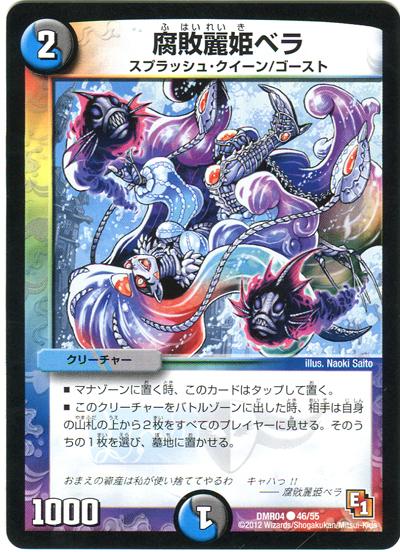 2
ふはいれいき
腐敗麗姫ベラ
スプラッシュ・クイーン/ゴースト
illus. Naoki Saito
クリーチャー
■ マナゾーンに置く時、このカードはタップして置く。
■ このクリーチャーをバトルゾーンに出した時、相手は自身
の山札の上から2枚をすべてのプレイヤーに見せる。そのう
ちの1枚を選び、墓地に置かせる。
おまえの資産は私が使い捨ててやるわ キャハっ!!
—— 腐敗麗姫ベラ
1000
1
DMR04 ● 46/55
©2012 Wizards/Shogakukan/Mitsui-Kids
E1